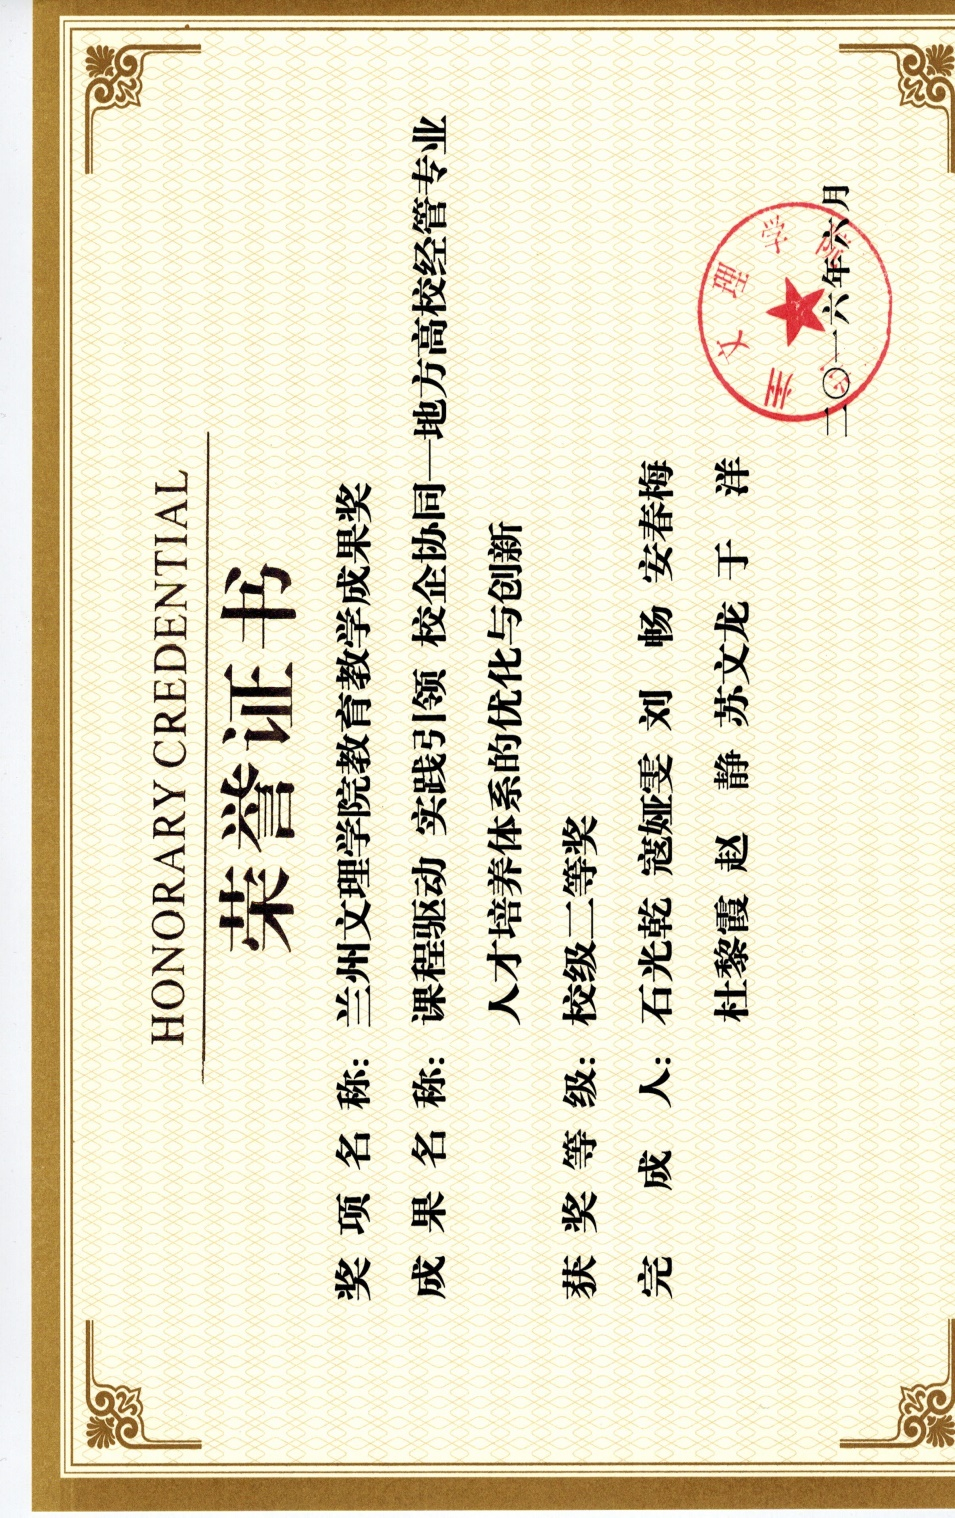 HONORARY CREDENTIAL
荣誉证书
奖项名称：兰州文理学院教育教学成果奖
成果名称：课程驱动 实践引领 校企协同—地方高校经管专业
人才培养体系的优化与创新
获奖等级：校级二等奖
完成人：石光乾 寇娅雯 刘畅 安春梅
杜黎霞 赵静 苏文龙 于洋
州文理学院
二〇一六年六月